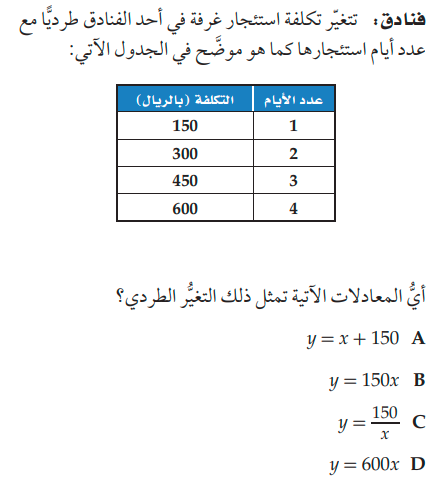 فنادق: تتغيّر تكلفة استئجار غرفة في أحد الفنادق طرديًّا مع
عدد أيام استئجارها كما هو موضَّح في الجدول الآتي:
عدد الأيام التكلفة (بالريال)
1 150
2 300
3 450
4 600
أيُّ المعادلات الآتية تمثل ذلك التغيُّر الطردي؟
A y = x + 150
B y = 150x
C y = \frac{150}{x}
D y = 600x